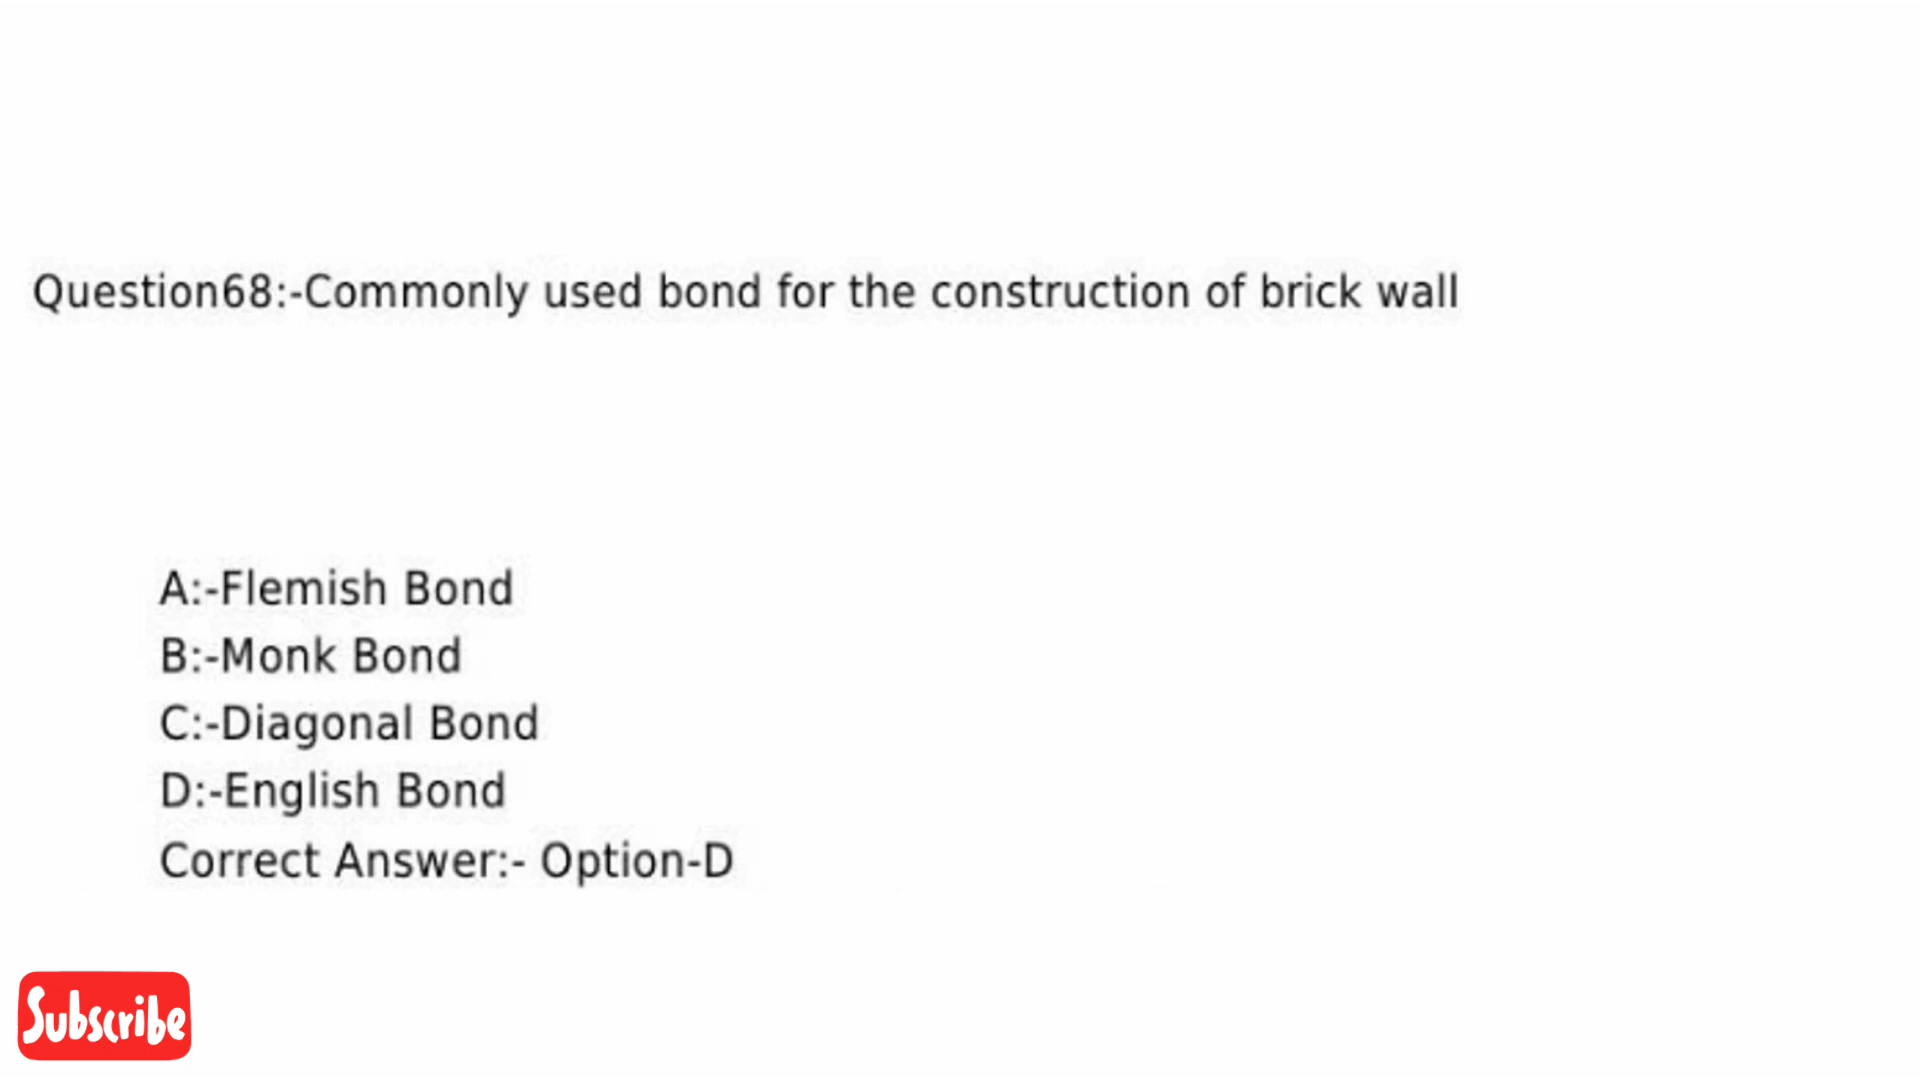 Question68:-Commonly used bond for the construction of brick wall
A:-Flemish Bond
B:-Monk Bond
C:-Diagonal Bond
D:-English Bond
Correct Answer:- Option-D
Subscribe